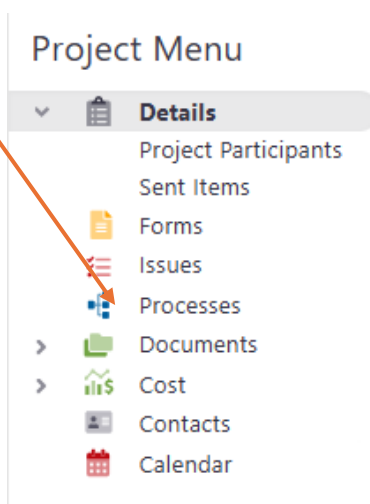 Project Menu
Details
Project Participants
Sent Items
Forms
Issues
Processes
Documents
Cost
Contacts
Calendar